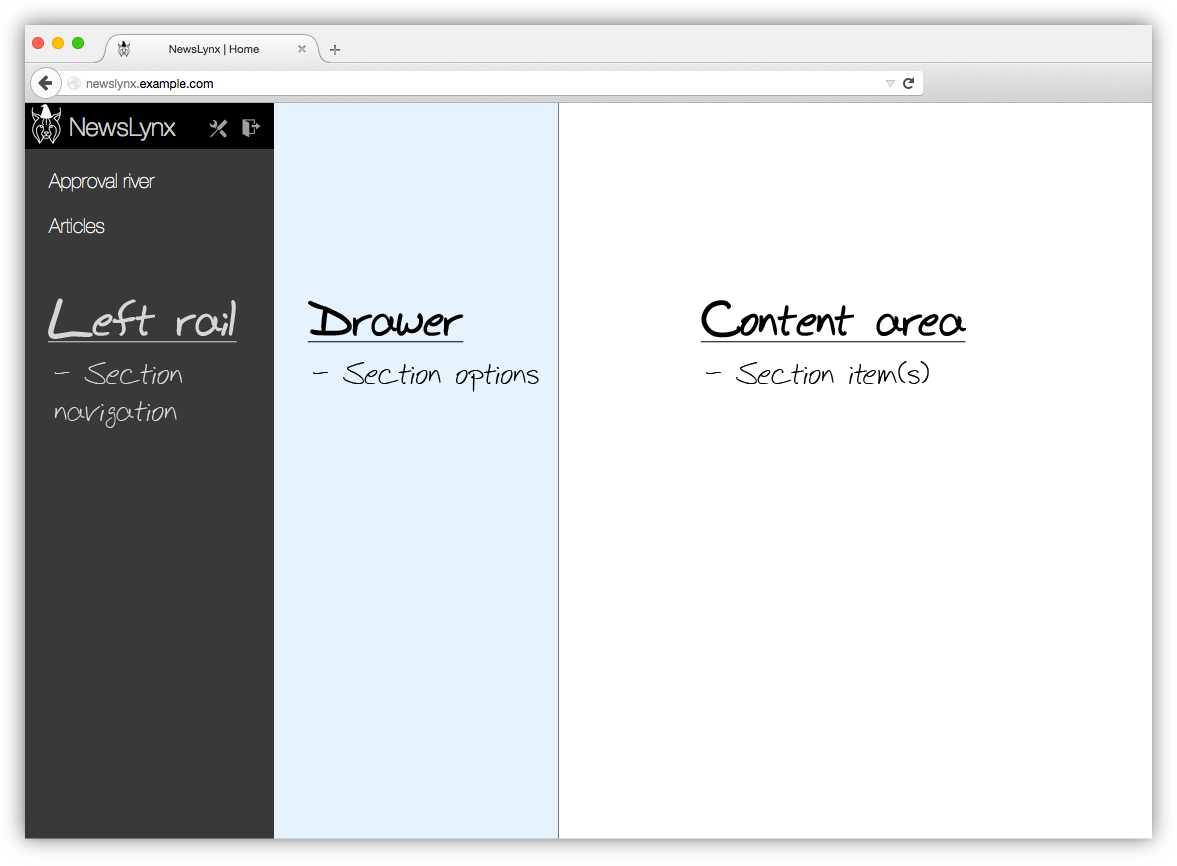 NewsLynx | Home
newslynx.example.com
NewsLynx
Approval river
Articles
Left rail
- Section
navigation
Drawer
- Section options
Content area
- Section item(s)